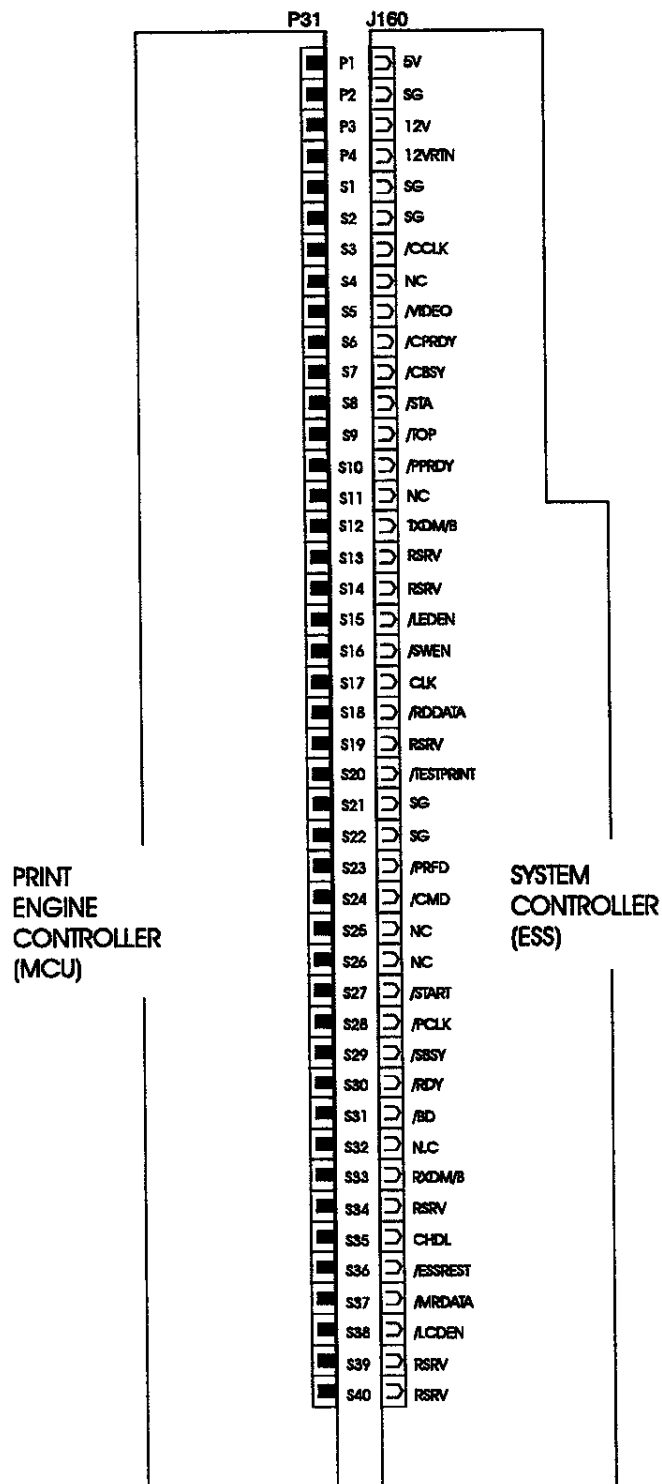 P31 J160
P1 5V
P2 SG
P3 12V
P4 12VRTN
S1 SG
S2 SG
S3 /CCLK
S4 NC
S5 /VIDEO
S6 /CPRDY
S7 /CBSY
S8 /STA
S9 /TOP
S10 /PPRDY
S11 NC
S12 TXDM/B
S13 RSRV
S14 RSRV
S15 /LEDEN
S16 /SWEN
S17 CLK
S18 /RDDATA
S19 RSRV
S20 /TESTPRINT
S21 SG
S22 SG
S23 /PRFD
S24 /CMD
S25 NC
S26 NC
S27 /START
S28 /PCLK
S29 /SBSY
S30 /RDY
S31 /BD
S32 N.C
S33 RXDM/B
S34 RSRV
S35 CHDL
S36 /ESSREST
S37 /MRDATA
S38 /LCDEN
S39 RSRV
S40 RSRV
PRINT
ENGINE
CONTROLLER
(MCU)
SYSTEM
CONTROLLER
(ESS)